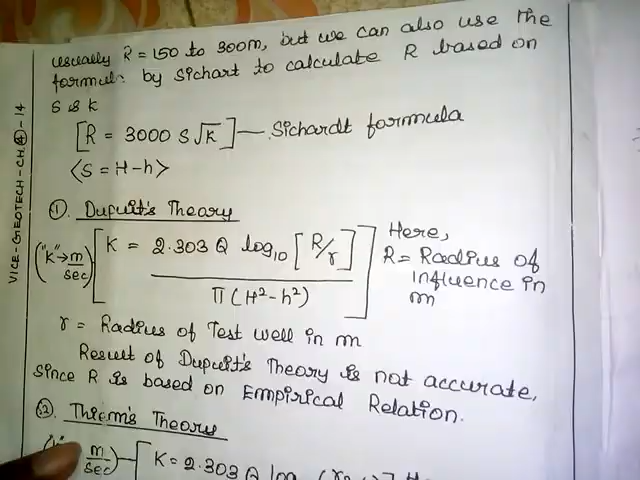 usually R = 150 to 300m, but we can also use the
formula by Sichart to calculate R based on
S & K
[R = 3000 S√K] — Sichardt formula
<S = H-h>
VICE-GEOTECH-CH④-14
①. Dupuit's Theory
("K"→ m/sec) [K = 2.303 Q log₁₀ [R/r] / π(H²-h²)]
Here,
R = Radius of
influence in
m
r = Radius of Test well in m
Result of Dupuit's Theory is not accurate,
since R is based on Empirical Relation.
②. Thiem's Theory
m/sec) — [K = 2.303 Q log